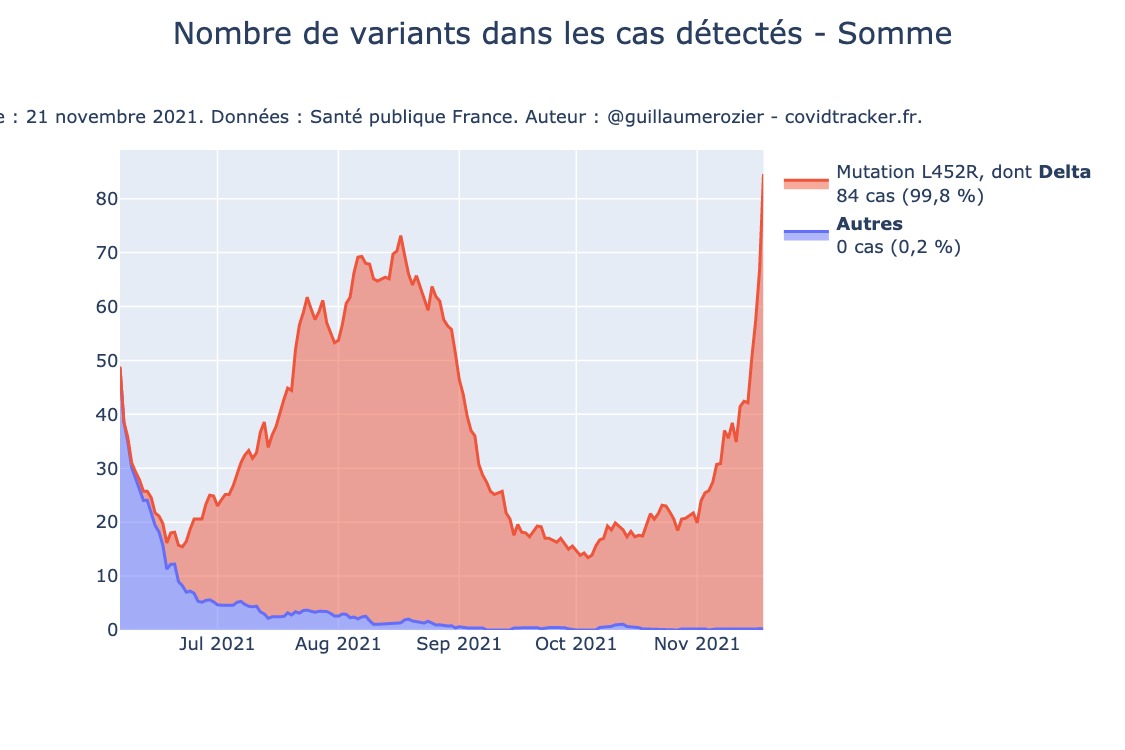 Nombre de variants dans les cas détectés - Somme
: 21 novembre 2021. Données : Santé publique France. Auteur : @guillaumerozier - covidtracker.fr.
Mutation L452R, dont Delta
84 cas (99,8 %)
Autres
0 cas (0,2 %)
80
70
60
50
40
30
20
10
0
Jul 2021 Aug 2021 Sep 2021 Oct 2021 Nov 2021